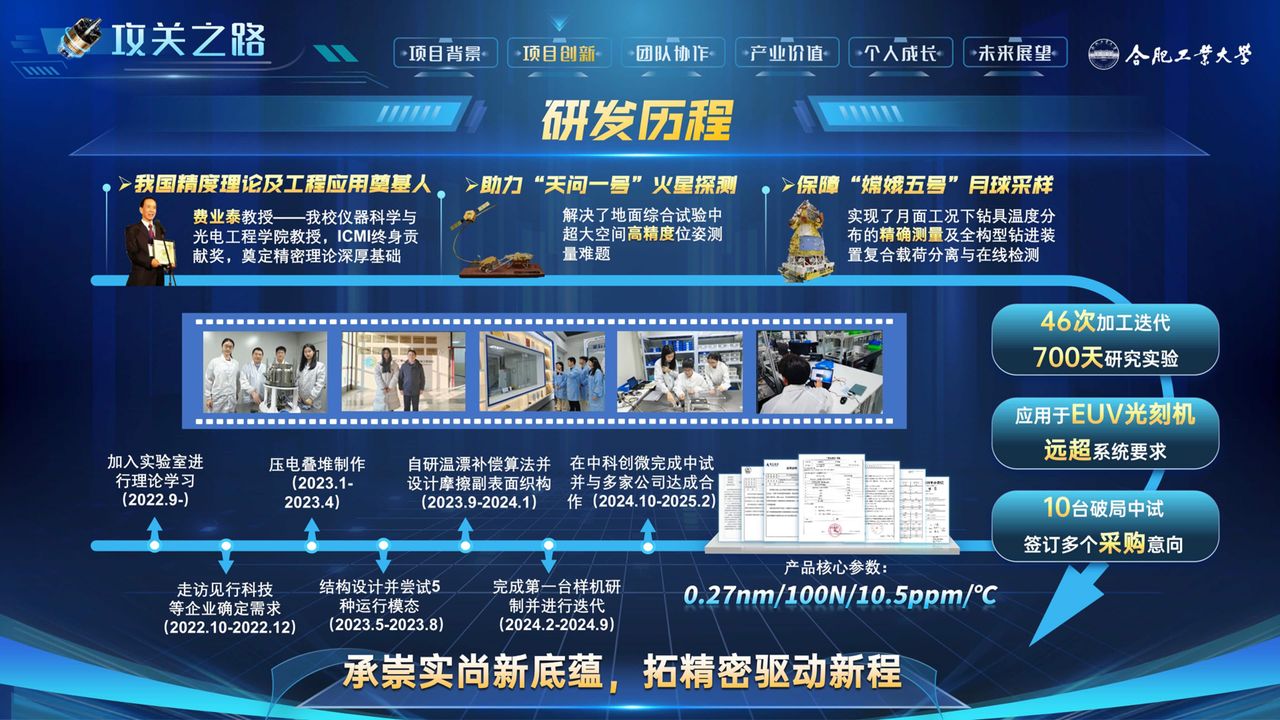 攻关之路
项目背景
项目创新
团队协作
产业价值
个人成长
未来展望
合肥工业大学
研发历程
我国精度理论及工程应用奠基人
费业泰教授——我校仪器科学与
光电工程学院教授，ICMI终身贡
献奖，奠定精密理论深厚基础
助力“天问一号”火星探测
解决了地面综合试验中
超大空间高精度位姿测
量难题
保障“嫦娥五号”月球采样
实现了月面工况下钻具温度分
布的精确测量及全构型钻进装
置复合载荷分离与在线检测
46次加工迭代
700天研究实验
应用于EUV光刻机
远超系统要求
10台破局中试
签订多个采购意向
加入实验室进
行理论学习
（2022.9-）
压电叠堆制作
（2023.1-
2023.4）
自研温漂补偿算法并
设计摩擦副表面织构
（2023.9-2024.1）
在中科创微完成中试
并与多家公司达成合
作（2024.10-2025.2）
走访见行科技
等企业确定需求
（2022.10-2022.12）
结构设计并尝试5
种运行模态
（2023.5-2023.8）
完成第一台样机研
制并进行迭代
（2024.2-2024.9）
产品核心参数：
0.27nm/100N/10.5ppm/℃
承崇实尚新底蕴，拓精密驱动新程